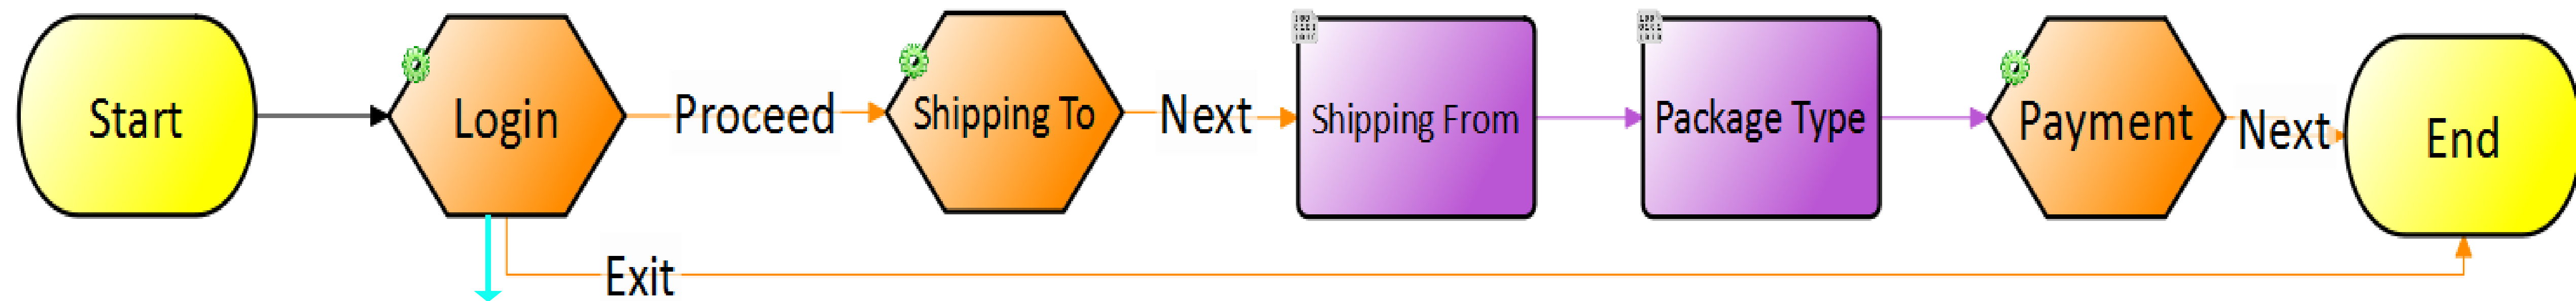 Start
Login
Proceed
Shipping To
Next
Shipping From
Package Type
Payment
Next
End
Exit